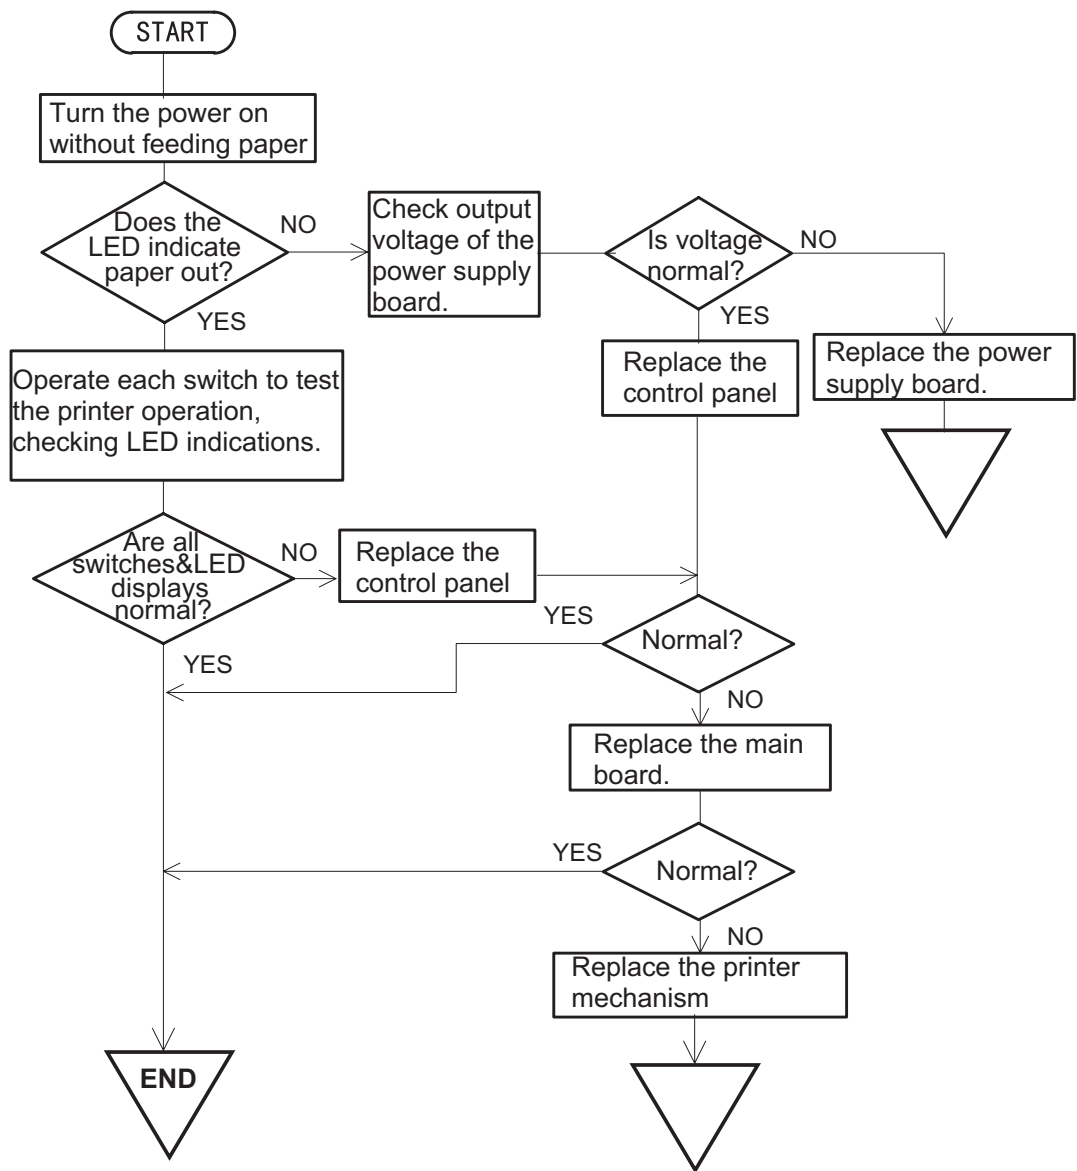 START
Turn the power on
without feeding paper
Does the
LED indicate
paper out?
NO
Check output
voltage of the
power supply
board.
Is voltage
normal?
NO
YES
YES
Replace the
control panel
Replace the power
supply board.
Operate each switch to test
the printer operation,
checking LED indications.
Are all
switches&LED
displays
normal?
NO
Replace the
control panel
YES
Normal?
YES
NO
Replace the main
board.
YES
Normal?
NO
Replace the printer
mechanism
END